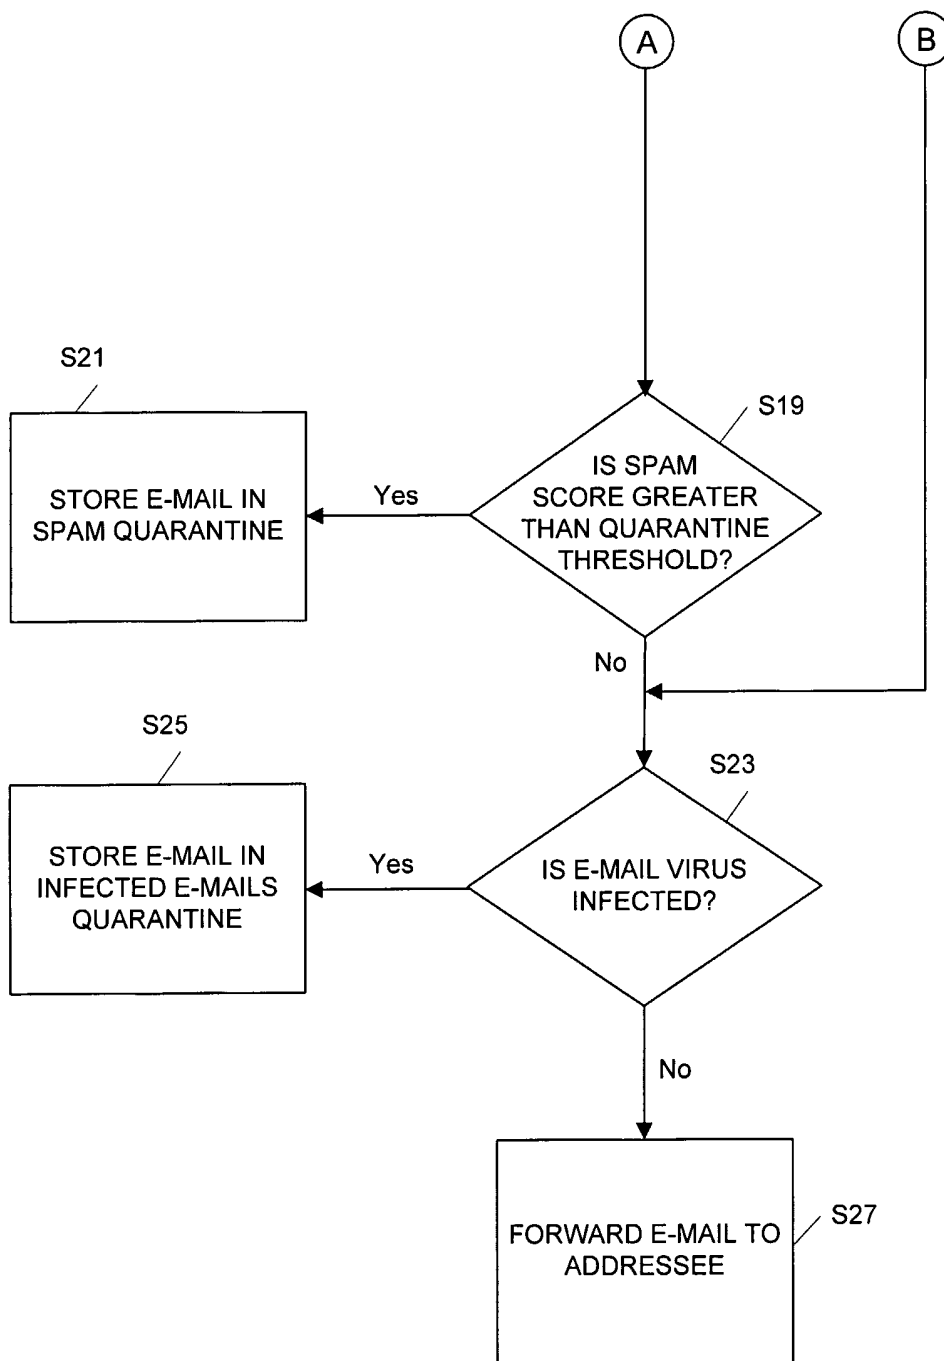 A
B
S21
S19
IS SPAM
SCORE GREATER
THAN QUARANTINE
THRESHOLD?
Yes
STORE E-MAIL IN
SPAM QUARANTINE
No
S25
S23
STORE E-MAIL IN
INFECTED E-MAILS
QUARANTINE
Yes
IS E-MAIL VIRUS
INFECTED?
No
S27
FORWARD E-MAIL TO
ADDRESSEE